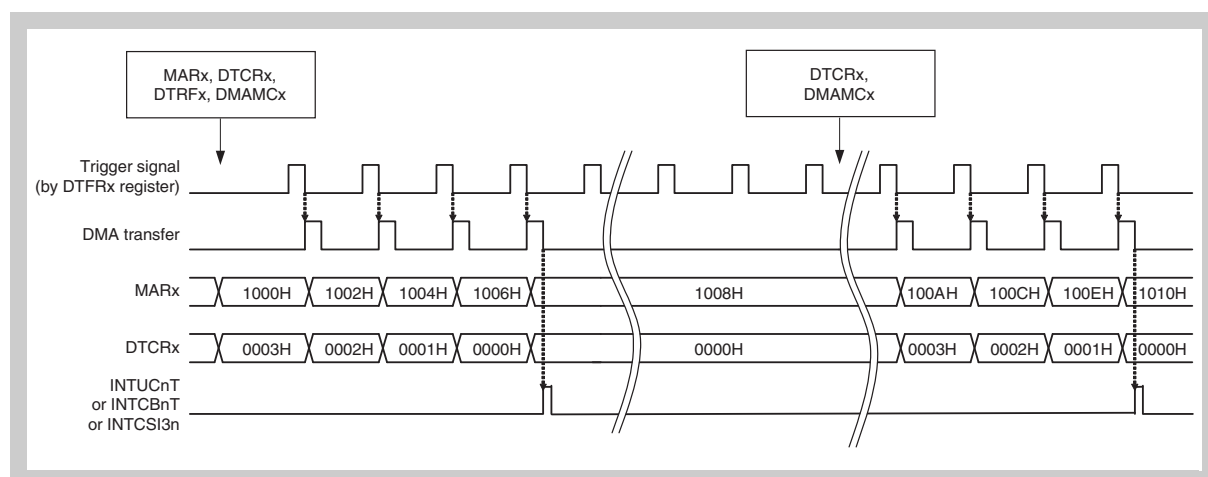 MARx, DTCRx,
DTRFx, DMAMCx
DTCRx,
DMAMCx
Trigger signal
(by DTFRx register)
DMA transfer
MARx 1000H 1002H 1004H 1006H 1008H 100AH 100CH 100EH 1010H
DTCRx 0003H 0002H 0001H 0000H 0000H 0003H 0002H 0001H 0000H
INTUCnT
or INTCBnT
or INTCSI3n